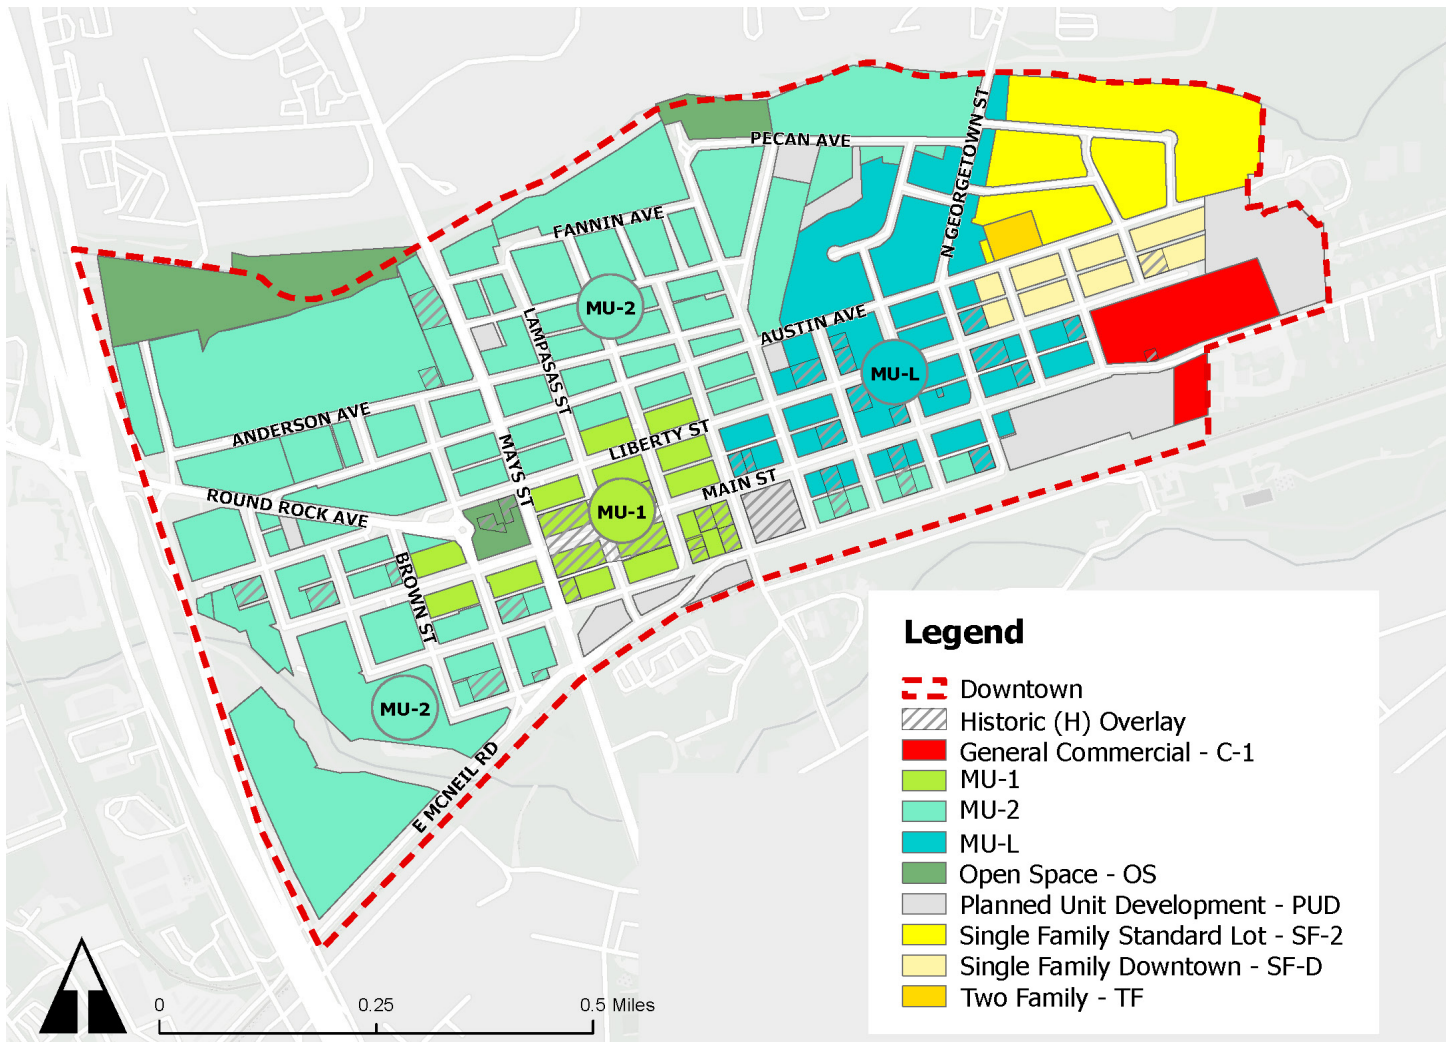 PECAN AVE
N GEORGETOWN ST
FANNIN AVE
MU-2
LAMPASAS ST
AUSTIN AVE
MU-L
ANDERSON AVE
LIBERTY ST
MAYS ST
MAIN ST
ROUND ROCK AVE
MU-1
BROWN ST
MU-2
E MCNEIL RD
Legend
Downtown
Historic (H) Overlay
General Commercial - C-1
MU-1
MU-2
MU-L
Open Space - OS
Planned Unit Development - PUD
Single Family Standard Lot - SF-2
Single Family Downtown - SF-D
Two Family - TF
0 0.25 0.5 Miles